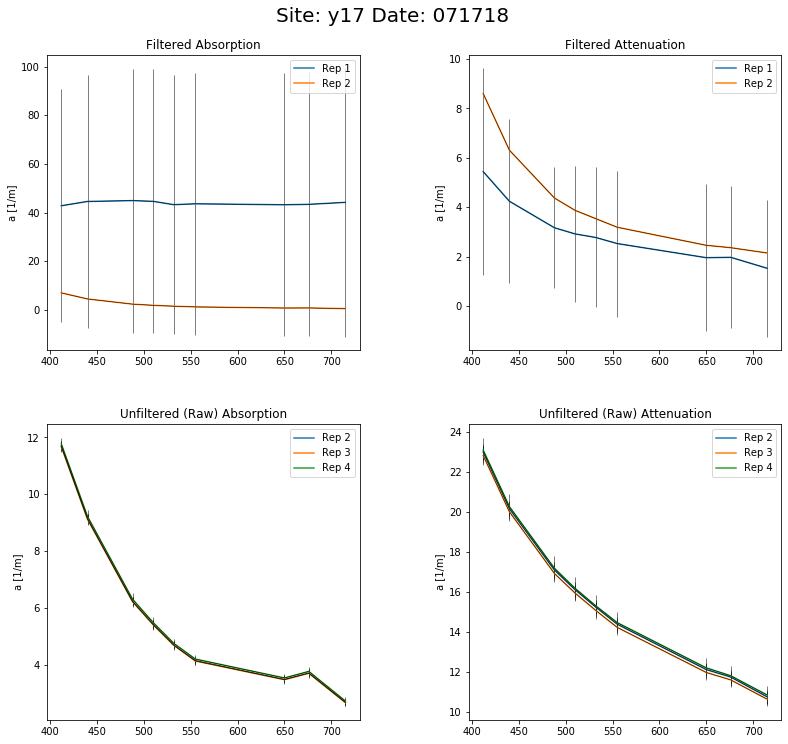 Site: y17 Date: 071718
Filtered Absorption
Rep 1
Rep 2
a [1/m]
100
80
60
40
20
0
400 450 500 550 600 650 700
Filtered Attenuation
Rep 1
Rep 2
a [1/m]
10
8
6
4
2
0
400 450 500 550 600 650 700
Unfiltered (Raw) Absorption
Rep 2
Rep 3
Rep 4
a [1/m]
12
10
8
6
4
400 450 500 550 600 650 700
Unfiltered (Raw) Attenuation
Rep 2
Rep 3
Rep 4
a [1/m]
24
22
20
18
16
14
12
10
400 450 500 550 600 650 700